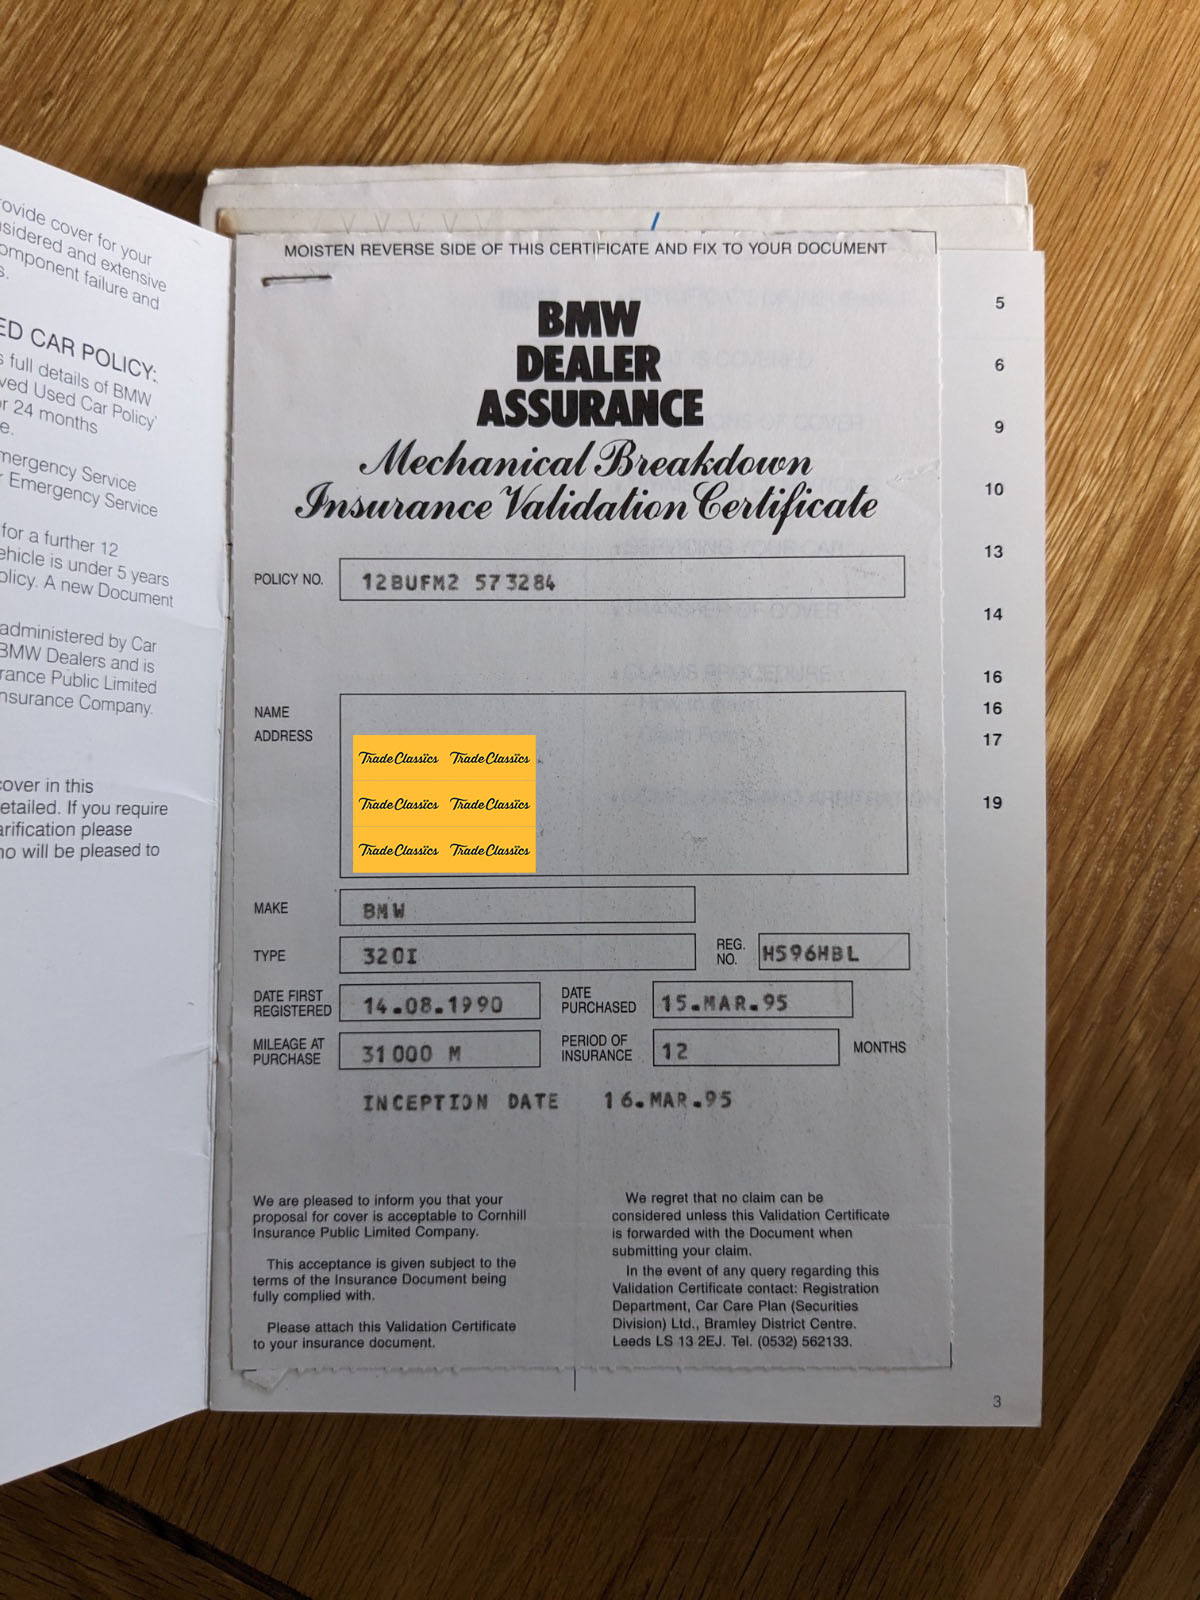 rovide cover for your
nsidered and extensive
omponent failure and
s.
ED CAR POLICY:
s full details of BMW
ved Used Car Policy'
or 24 months
e.
mergency Service
r Emergency Service
for a further 12
ehicle is under 5 years
olicy. A new Document
administered by Car
BMW Dealers and is
rance Public Limited
nsurance Company.
cover in this
etailed. If you require
arification please
ho will be pleased to
MOISTEN REVERSE SIDE OF THIS CERTIFICATE AND FIX TO YOUR DOCUMENT
BMW
DEALER
ASSURANCE
Mechanical Breakdown
Insurance Validation Certificate
POLICY NO. 12BUFM2 573284
NAME
ADDRESS
TradeClassics TradeClassics
TradeClassics TradeClassics
TradeClassics TradeClassics
MAKE BMW
TYPE 320I REG. NO. H596HBL
DATE FIRST REGISTERED 14.08.1990 DATE PURCHASED 15.MAR.95
MILEAGE AT PURCHASE 31000 M PERIOD OF INSURANCE 12 MONTHS
INCEPTION DATE 16.MAR.95
We are pleased to inform you that your
proposal for cover is acceptable to Cornhill
Insurance Public Limited Company.
This acceptance is given subject to the
terms of the Insurance Document being
fully complied with.
Please attach this Validation Certificate
to your insurance document.
We regret that no claim can be
considered unless this Validation Certificate
is forwarded with the Document when
submitting your claim.
In the event of any query regarding this
Validation Certificate contact: Registration
Department, Car Care Plan (Securities
Division) Ltd., Bramley District Centre.
Leeds LS 13 2EJ. Tel. (0532) 562133.
5
6
9
10
13
14
16
16
17
19
3